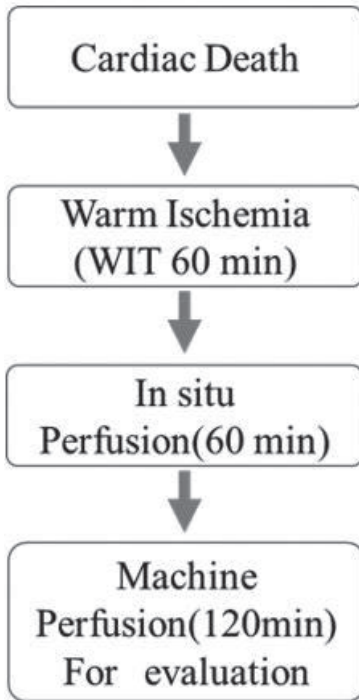 Cardiac Death
Warm Ischemia
(WIT 60 min)
In situ
Perfusion(60 min)
Machine
Perfusion(120min)
For evaluation